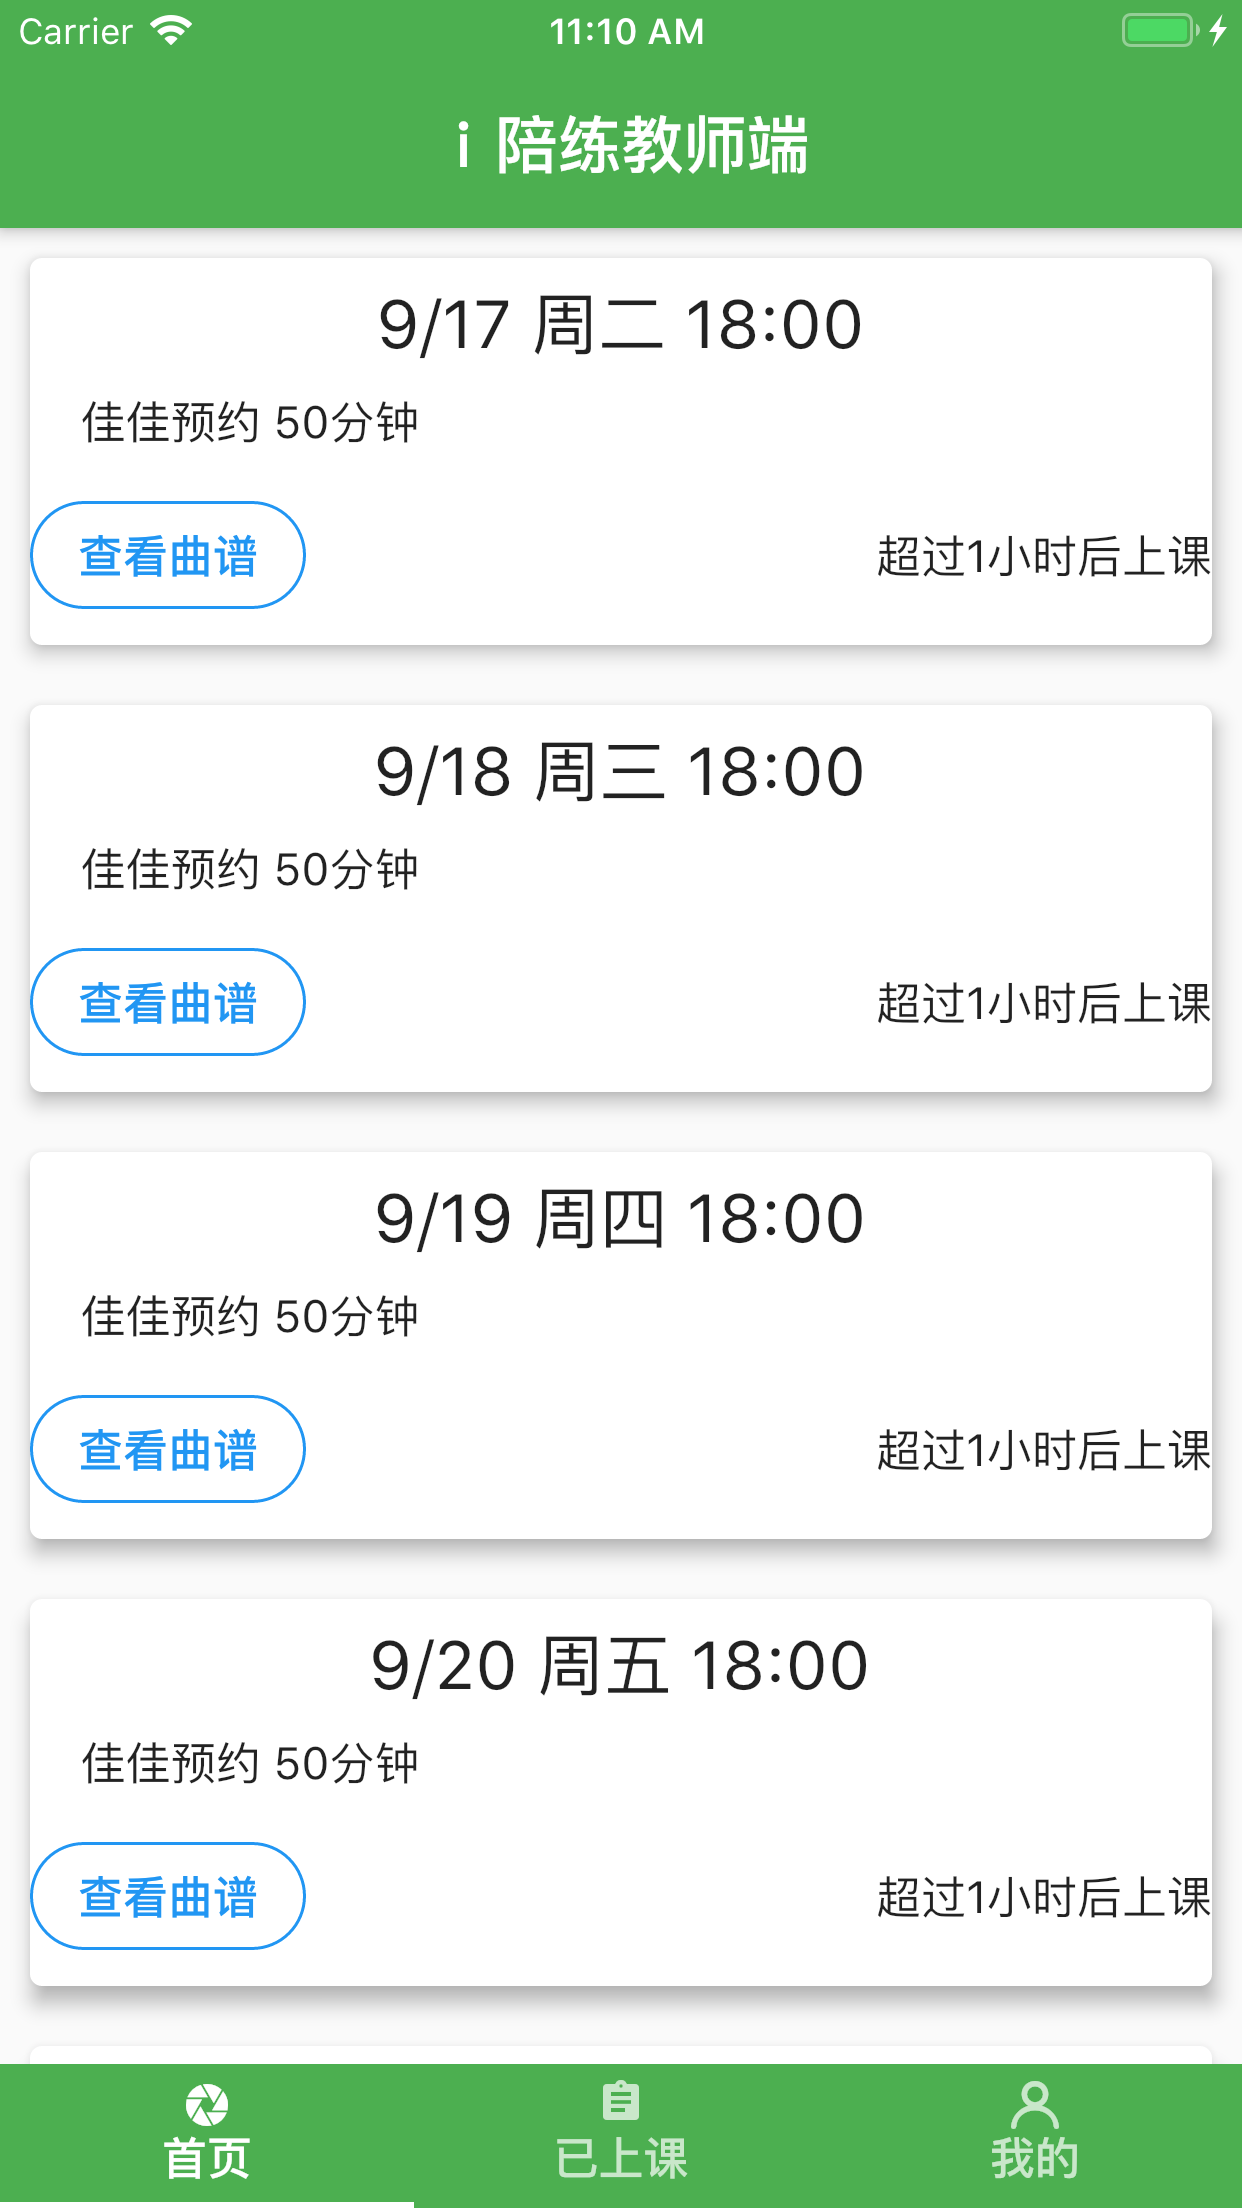 Carrier 11:10 AM
i 陪练教师端
9/17 周二 18:00
佳佳预约 50分钟
查看曲谱 超过1小时后上课
9/18 周三 18:00
佳佳预约 50分钟
查看曲谱 超过1小时后上课
9/19 周四 18:00
佳佳预约 50分钟
查看曲谱 超过1小时后上课
9/20 周五 18:00
佳佳预约 50分钟
查看曲谱 超过1小时后上课
首页 已上课 我的